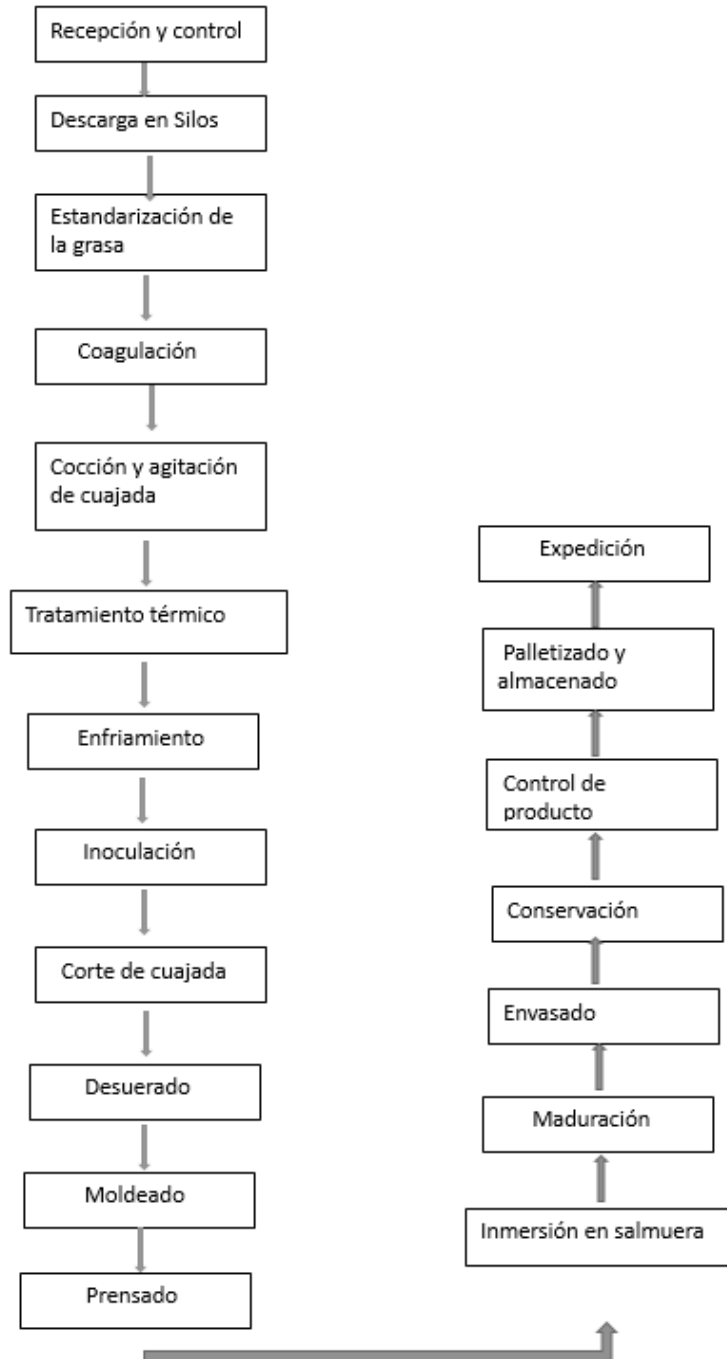 Recepción y control
Descarga en Silos
Estandarización de
la grasa
Coagulación
Cocción y agitación
de cuajada
Tratamiento térmico
Enfriamiento
Inoculación
Corte de cuajada
Desuerado
Moldeado
Prensado
Inmersión en salmuera
Maduración
Envasado
Conservación
Control de
producto
Palletizado y
almacenado
Expedición